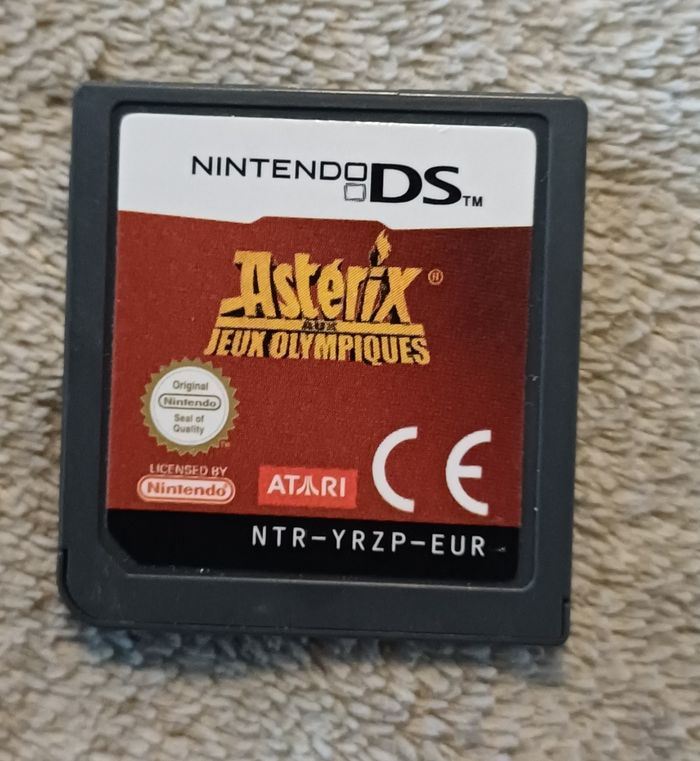 NINTENDO DS™
Astérix®
AUX
JEUX OLYMPIQUES
Original
Nintendo
Seal of
Quality
TM
LICENSED BY
Nintendo
ATARI
CE
NTR-YRZP-EUR